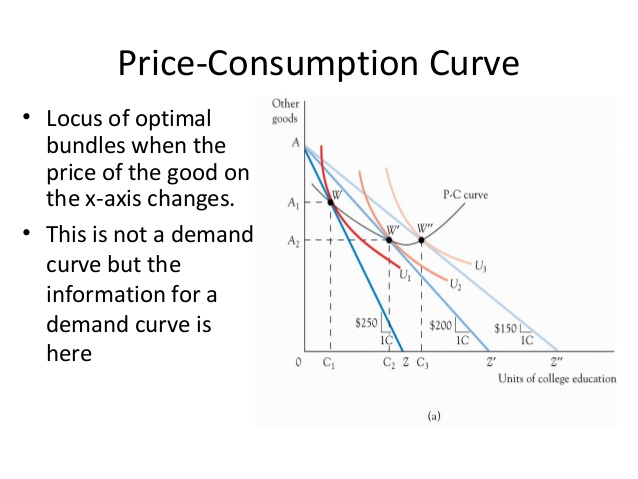 Price-Consumption Curve
• Locus of optimal
bundles when the
price of the good on
the x-axis changes.
• This is not a demand
curve but the
information for a
demand curve is
here
Other
goods
A
A₁
A₂
W
W'
W"
P-C curve
U₁
U₂
U₃
$250
1C
$200
1C
$150
1C
0
C₁
C₂
Z
C₃
Z'
Z"
Units of college education
(a)